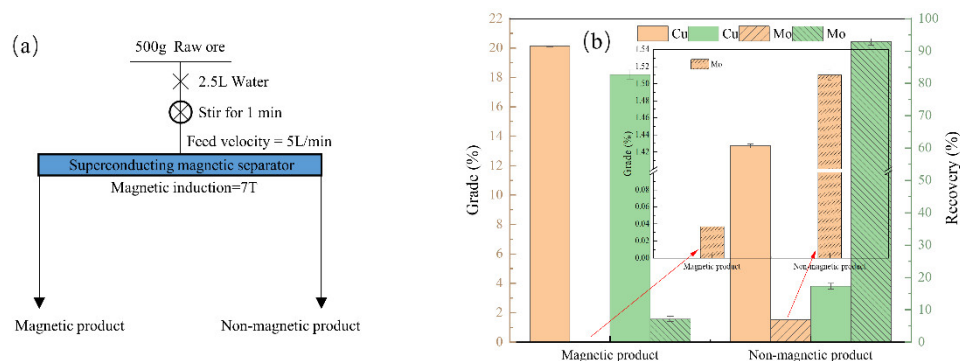 (a)
500g Raw ore
2.5L Water
Stir for 1 min
Feed velocity = 5L/min
Superconducting magnetic separator
Magnetic induction=7T
Magnetic product
Non-magnetic product
(b)
Cu
Cu
Mo
Mo
Grade (%)
22
20
18
16
14
12
10
8
6
4
2
0
Recovery (%)
100
90
80
70
60
50
40
30
20
10
0
Mo
Grade (%)
1.54
1.52
1.50
1.48
1.46
1.44
1.42
0.08
0.06
0.04
0.02
0.00
Magnetic product
Non-magnetic product
Magnetic product
Non-magnetic product